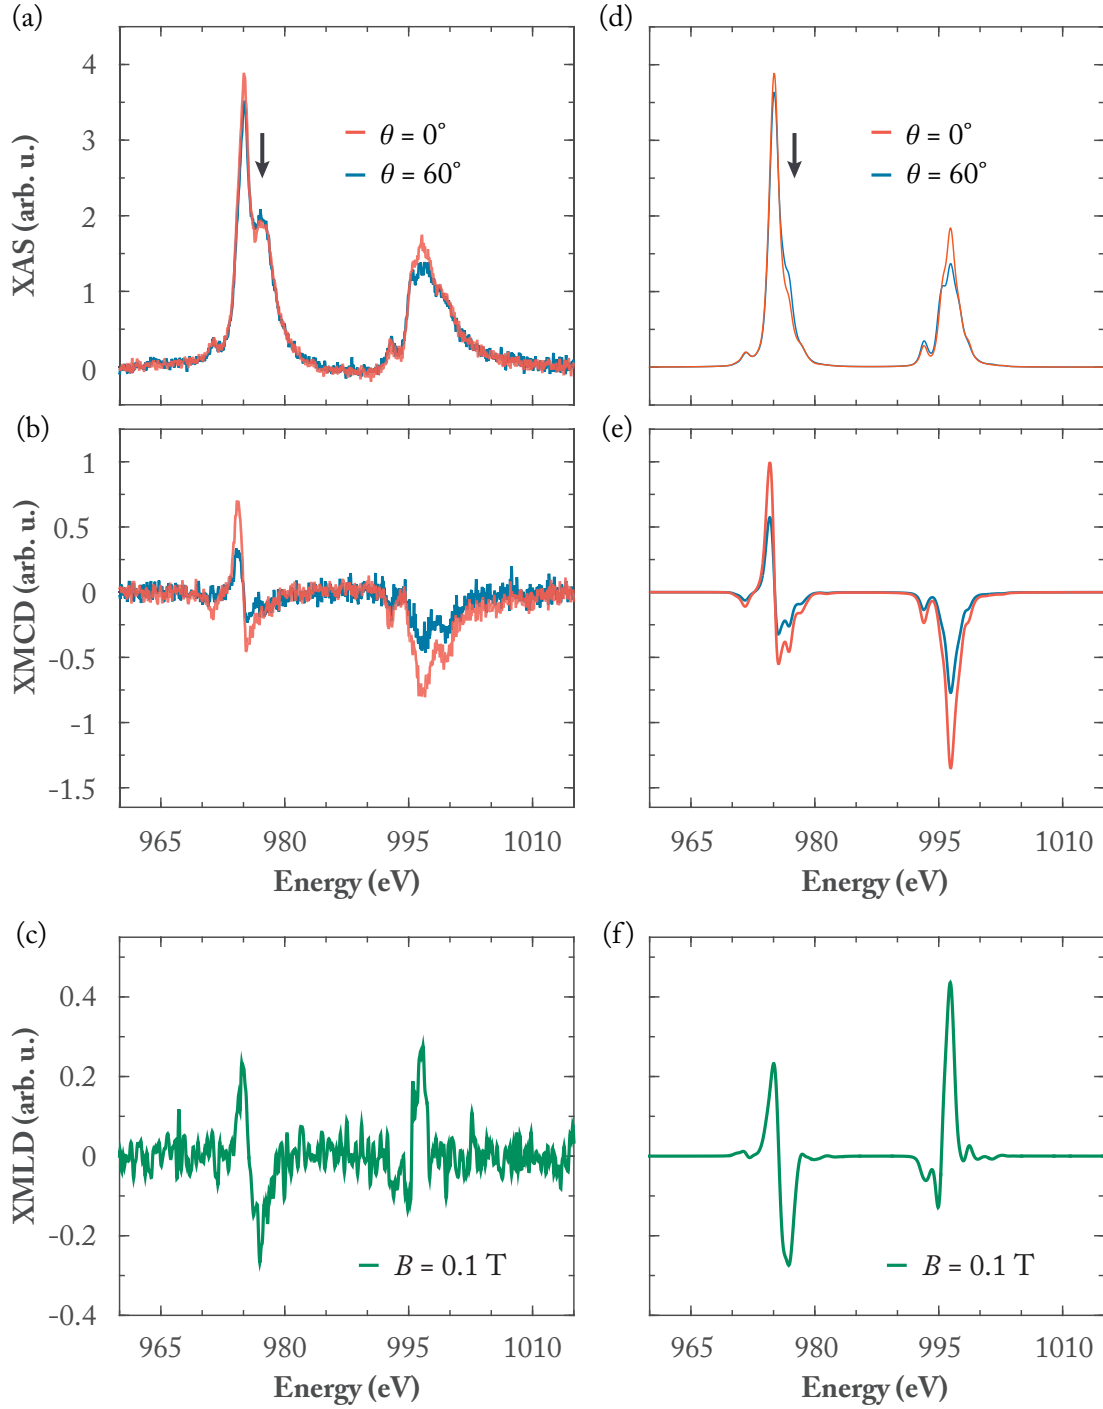 (a)
XAS (arb. u.)
4
3
2
1
0
θ = 0°
θ = 60°
(d)
θ = 0°
θ = 60°
(b)
XMCD (arb. u.)
1
0.5
0
-0.5
-1
-1.5
965 980 995 1010
Energy (eV)
(e)
965 980 995 1010
Energy (eV)
(c)
XMLD (arb. u.)
0.4
0.2
0
-0.2
-0.4
B = 0.1 T
965 980 995 1010
Energy (eV)
(f)
B = 0.1 T
965 980 995 1010
Energy (eV)